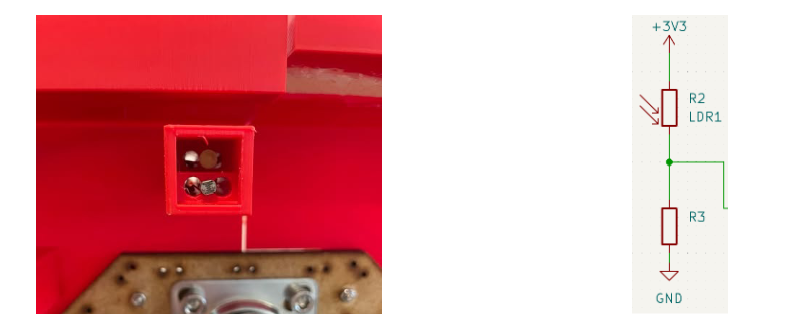 +3V3
R2
LDR1
R3
GND